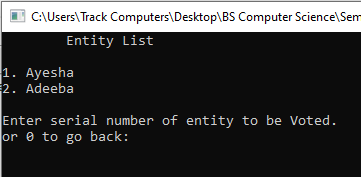 C:\Users\Track Computers\Desktop\BS Computer Science\Sem
Entity List
1. Ayesha
2. Adeeba
Enter serial number of entity to be Voted.
or 0 to go back: